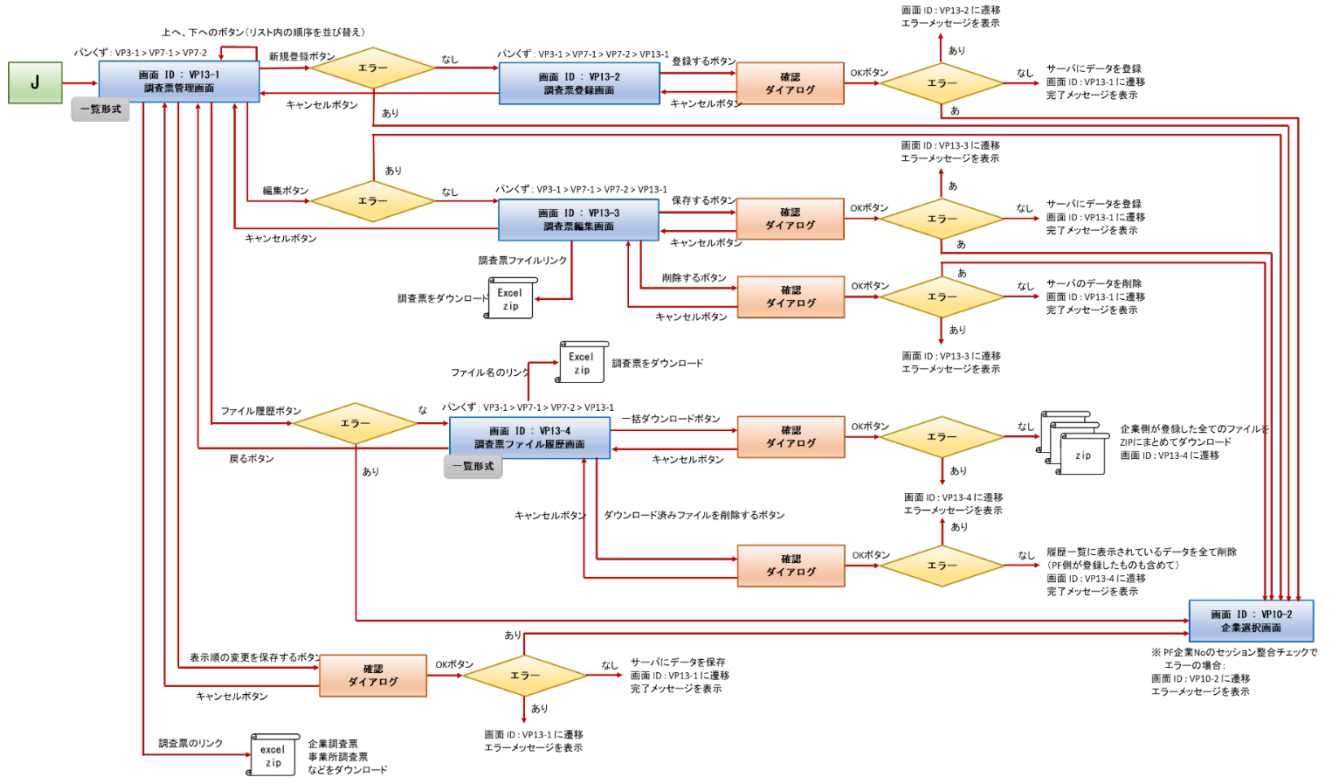 画面 ID：VP13-2 に遷移
エラーメッセージを表示
上へ、下へのボタン（リスト内の順序を並び替え）
あり
パンくず：VP3-1 > VP7-1 > VP7-2
新規登録ボタン
エラー
なし
パンくず：VP3-1 > VP7-1 > VP7-2 > VP13-1
J
画面 ID ： VP13-1
調査票管理画面
一覧形式
画面 ID ： VP13-2
調査票登録画面
登録するボタン
キャンセルボタン
確認
ダイアログ
OKボタン
エラー
なし
サーバにデータを登録
画面 ID：VP13-1 に遷移
完了メッセージを表示
キャンセルボタン
あり
あ
画面 ID：VP13-3 に遷移
エラーメッセージを表示
あり
編集ボタン
エラー
なし
パンくず：VP3-1 > VP7-1 > VP7-2 > VP13-1
画面 ID ： VP13-3
調査票編集画面
保存するボタン
キャンセルボタン
確認
ダイアログ
OKボタン
あ
エラー
なし
サーバにデータを登録
画面 ID：VP13-1 に遷移
完了メッセージを表示
キャンセルボタン
あ
調査票ファイルリンク
調査票をダウンロード
Excel
zip
削除するボタン
キャンセルボタン
確認
ダイアログ
OKボタン
あ
エラー
なし
サーバのデータを削除
画面 ID：VP13-1 に遷移
完了メッセージを表示
あり
画面 ID：VP13-3 に遷移
エラーメッセージを表示
ファイル名のリンク
Excel
zip
調査票をダウンロード
ファイル履歴ボタン
エラー
な
パンくず：VP3-1 > VP7-1 > VP7-2 > VP13-1
画面 ID ： VP13-4
調査票ファイル履歴画面
一覧形式
一括ダウンロードボタン
キャンセルボタン
確認
ダイアログ
OKボタン
エラー
なし
zip
企業側が登録した全てのファイルを
ZIPにまとめてダウンロード
画面 ID：VP13-4 に遷移
戻るボタン
あり
あり
画面 ID：VP13-4 に遷移
エラーメッセージを表示
キャンセルボタン
ダウンロード済みファイルを削除するボタン
あり
確認
ダイアログ
OKボタン
エラー
なし
履歴一覧に表示されているデータを全て削除
（PF側が登録したものも含めて）
画面 ID：VP13-4 に遷移
完了メッセージを表示
画面 ID ： VP10-2
企業選択画面
※ PF企業Noのセッション整合チェックで
エラーの場合：
画面 ID：VP10-2 に遷移
エラーメッセージを表示
あり
表示順の変更を保存するボタン
キャンセルボタン
確認
ダイアログ
OKボタン
エラー
なし
サーバにデータを保存
画面 ID：VP13-1 に遷移
完了メッセージを表示
あり
画面 ID：VP13-1 に遷移
エラーメッセージを表示
調査票のリンク
excel
zip
企業調査票
事業所調査票
などをダウンロード